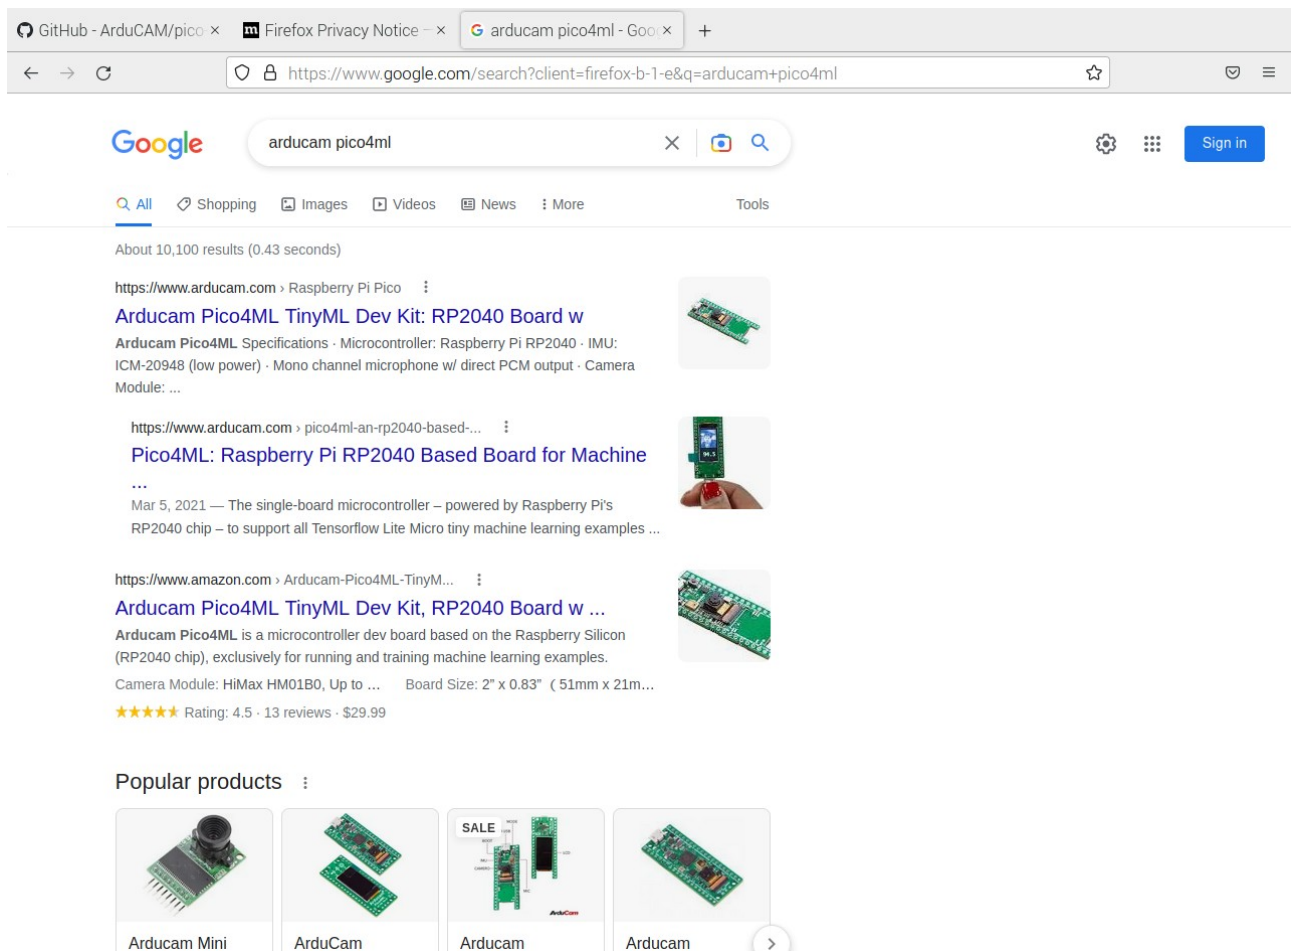 GitHub - ArduCAM/pico
Firefox Privacy Notice —
arducam pico4ml - Goo
https://www.google.com/search?client=firefox-b-1-e&q=arducam+pico4ml
Google
arducam pico4ml
Sign in
All
Shopping
Images
Videos
News
More
Tools
About 10,100 results (0.43 seconds)
https://www.arducam.com › Raspberry Pi Pico
Arducam Pico4ML TinyML Dev Kit: RP2040 Board w
Arducam Pico4ML Specifications · Microcontroller: Raspberry Pi RP2040 · IMU:
ICM-20948 (low power) · Mono channel microphone w/ direct PCM output · Camera
Module: ...
https://www.arducam.com › pico4ml-an-rp2040-based-...
Pico4ML: Raspberry Pi RP2040 Based Board for Machine
...
Mar 5, 2021 — The single-board microcontroller – powered by Raspberry Pi's
RP2040 chip – to support all Tensorflow Lite Micro tiny machine learning examples ...
https://www.amazon.com › Arducam-Pico4ML-TinyM...
Arducam Pico4ML TinyML Dev Kit, RP2040 Board w ...
Arducam Pico4ML is a microcontroller dev board based on the Raspberry Silicon
(RP2040 chip), exclusively for running and training machine learning examples.
Camera Module: HiMax HM01B0, Up to ... Board Size: 2" x 0.83" ( 51mm x 21m...
Rating: 4.5 · 13 reviews · $29.99
Popular products
SALE
ArduCam
Arducam Mini
ArduCam
Arducam
Arducam